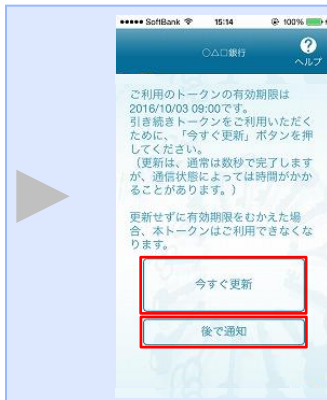 ●●●●● SoftBank 15:14 100%
○△□銀行
?
ヘルプ
ご利用のトークンの有効期限は
2016/10/03 09:00です。
引き続きトークンをご利用いただく
ために、「今すぐ更新」ボタンを押
してください。
（更新は、通常は数秒で完了します
が、通信状態によっては時間がかか
ることがあります。）
更新せずに有効期限をむかえた場
合、本トークンはご利用できなくな
ります。
今すぐ更新
後で通知